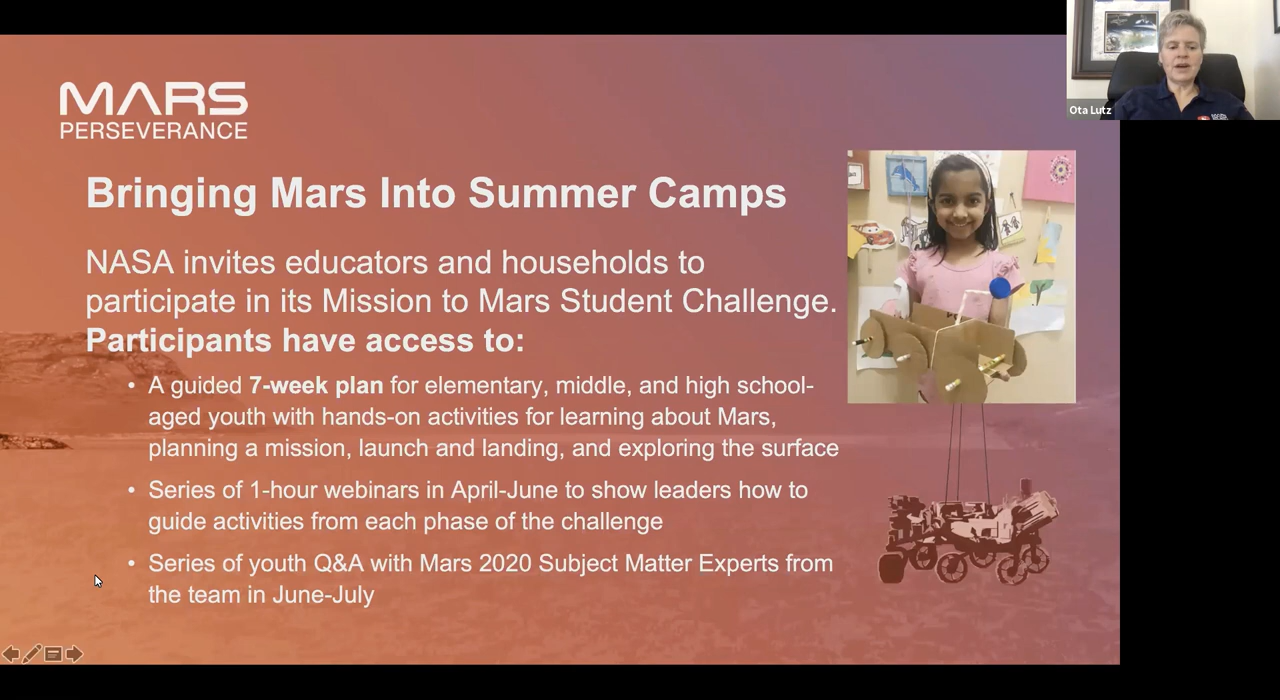 MARS
PERSEVERANCE
Ota Lutz
Bringing Mars Into Summer Camps
NASA invites educators and households to
participate in its Mission to Mars Student Challenge.
Participants have access to:
• A guided 7-week plan for elementary, middle, and high school-
aged youth with hands-on activities for learning about Mars,
planning a mission, launch and landing, and exploring the surface
• Series of 1-hour webinars in April-June to show leaders how to
guide activities from each phase of the challenge
• Series of youth Q&A with Mars 2020 Subject Matter Experts from
the team in June-July